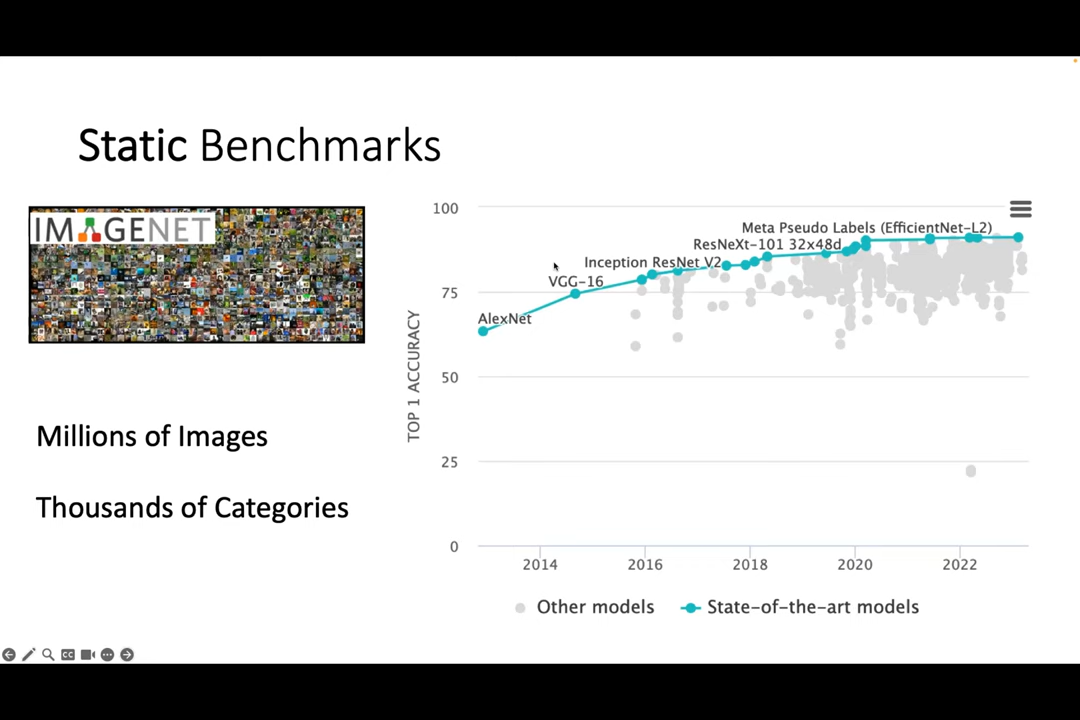 Static Benchmarks
IMAGENET
Millions of Images
Thousands of Categories
100
75
50
25
0
TOP 1 ACCURACY
AlexNet
VGG-16
Inception ResNet V2
ResNeXt-101 32x48d
Meta Pseudo Labels (EfficientNet-L2)
2014 2016 2018 2020 2022
Other models State-of-the-art models
CC